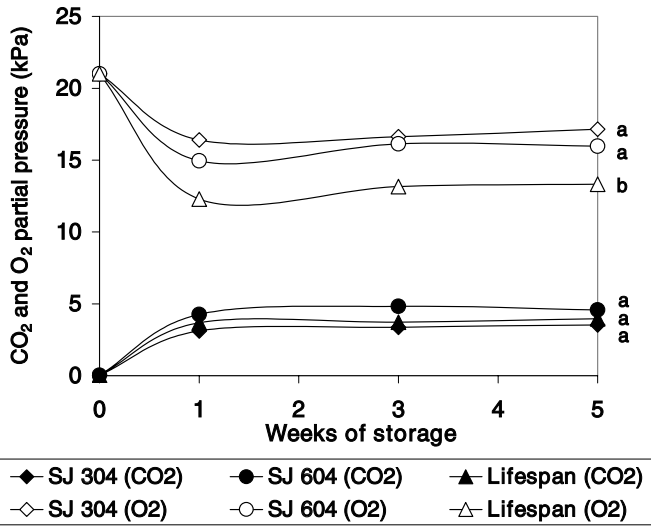 25
20
15
10
5
0
CO2 and O2 partial pressure (kPa)
a
a
b
a
a
a
0 1 2 3 4 5
Weeks of storage
SJ 304 (CO2) SJ 604 (CO2) Lifespan (CO2)
SJ 304 (O2) SJ 604 (O2) Lifespan (O2)